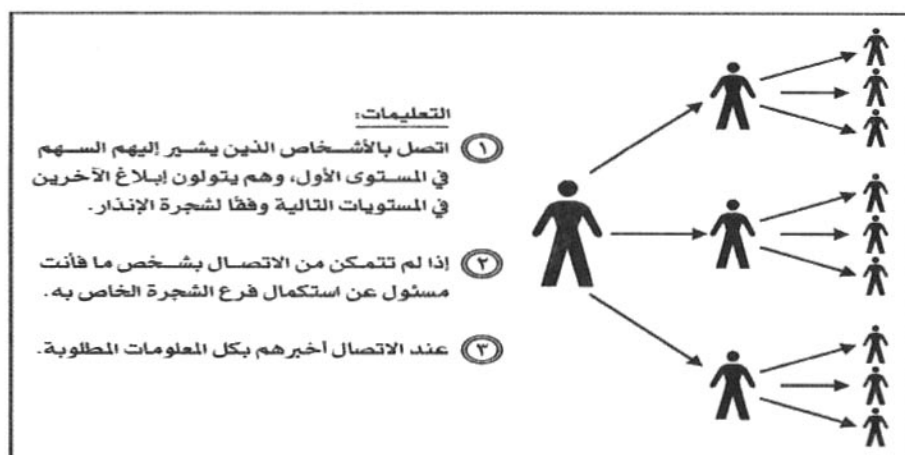 التعليمات:
١ اتصل بالأشخاص الذين يشير إليهم السهم
في المستوى الأول، وهم يتولون إبلاغ الآخرين
في المستويات التالية وفقًا لشجرة الإنذار.
٢ إذا لم تتمكن من الاتصال بشخص ما فأنت
مسئول عن استكمال فرع الشجرة الخاص به.
٣ عند الاتصال أخبرهم بكل المعلومات المطلوبة.